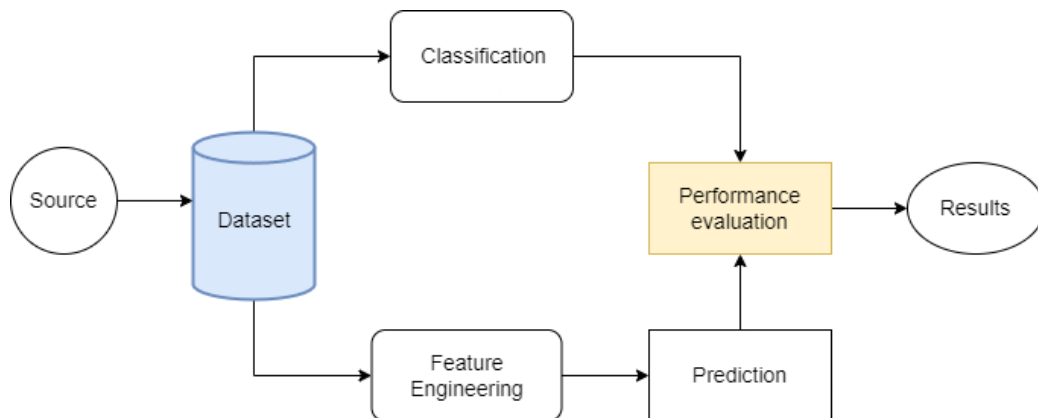 Classification
Source
Dataset
Performance
evaluation
Results
Feature
Engineering
Prediction